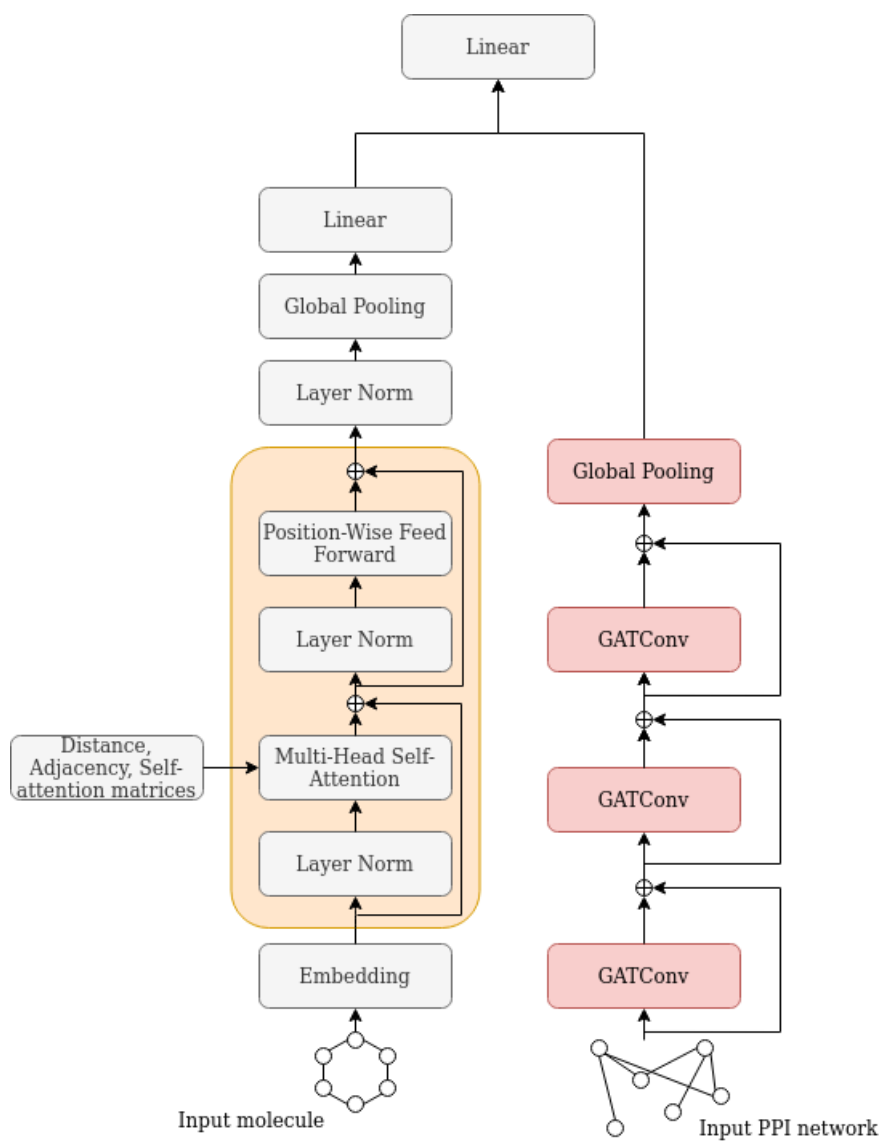 Linear
Linear
Global Pooling
Layer Norm
Position-Wise Feed
Forward
Layer Norm
Distance,
Adjacency, Self-
attention matrices
Multi-Head Self-
Attention
Layer Norm
Embedding
Input molecule
Global Pooling
GATConv
GATConv
GATConv
Input PPI network